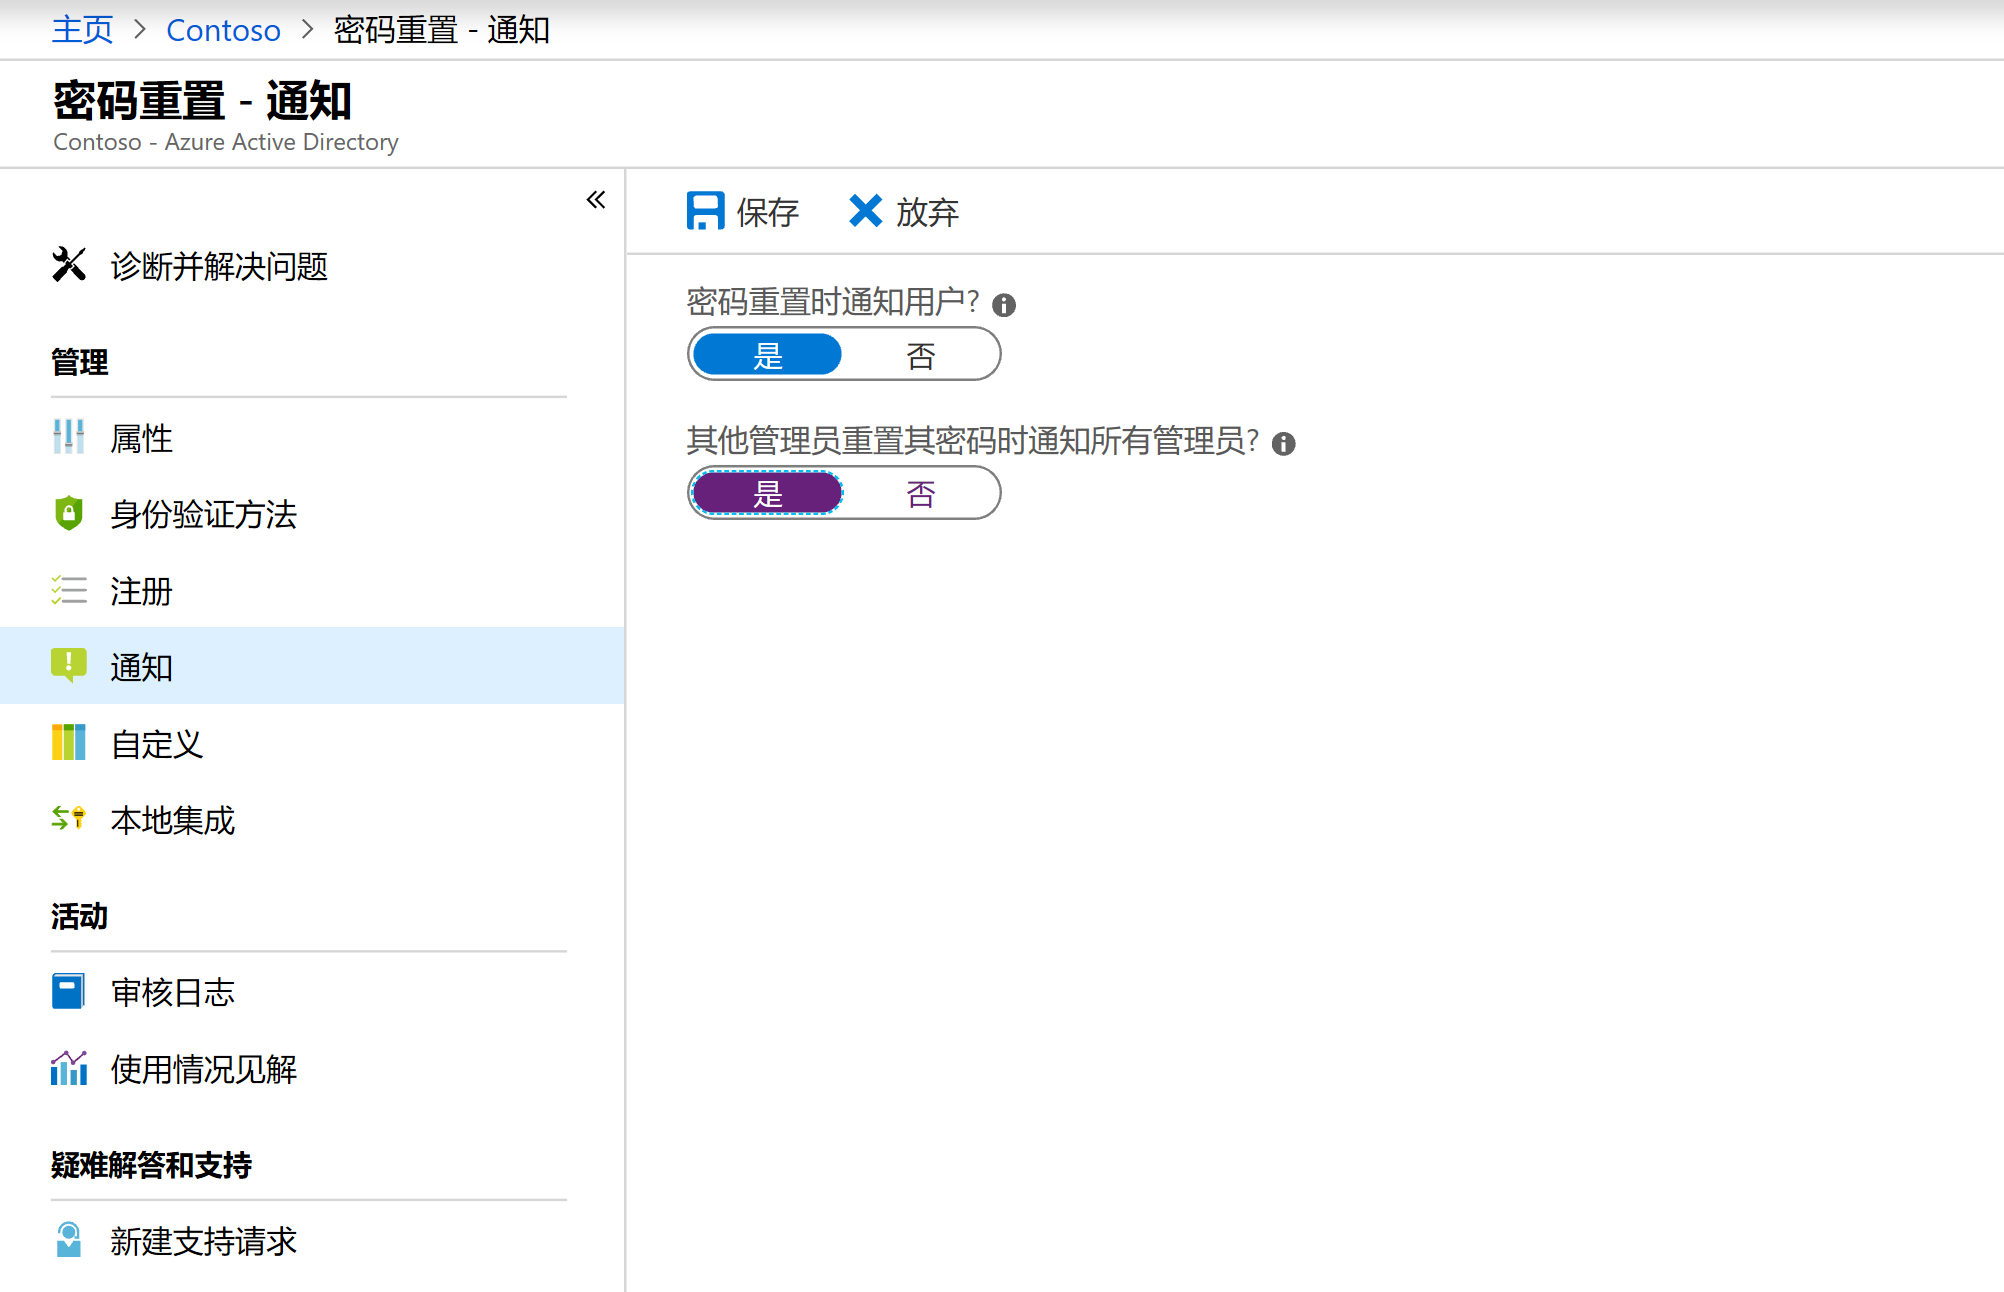 主页 > Contoso > 密码重置 - 通知
密码重置 - 通知
Contoso - Azure Active Directory
诊断并解决问题
管理
属性
身份验证方法
注册
通知
自定义
本地集成
活动
审核日志
使用情况见解
疑难解答和支持
新建支持请求
保存 放弃
密码重置时通知用户?
是 否
其他管理员重置其密码时通知所有管理员?
是 否